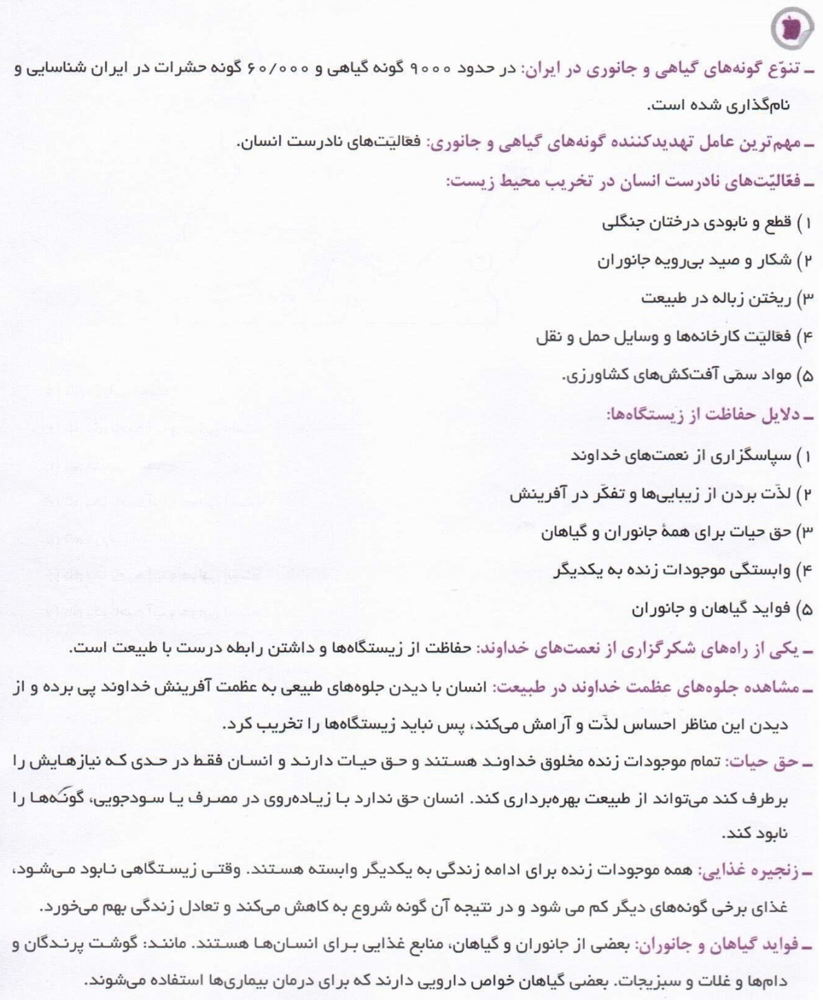 ـ تنوّع گونه‌های گیاهی و جانوری در ایران: در حدود ۹۰۰۰ گونه گیاهی و ۶۰/۰۰۰ گونه حشرات در ایران شناسایی و
نام‌گذاری شده است.
ـ مهم‌ترین عامل تهدیدکننده گونه‌های گیاهی و جانوری: فعّالیّت‌های نادرست انسان.
ـ فعّالیّت‌های نادرست انسان در تخریب محیط زیست:
۱) قطع و نابودی درختان جنگلی
۲) شکار و صید بی‌رویه جانوران
۳) ریختن زباله در طبیعت
۴) فعّالیّت کارخانه‌ها و وسایل حمل و نقل
۵) مواد سمّی آفت‌کش‌های کشاورزی.
ـ دلایل حفاظت از زیستگاه‌ها:
۱) سپاسگزاری از نعمت‌های خداوند
۲) لذّت بردن از زیبایی‌ها و تفکّر در آفرینش
۳) حق حیات برای همهٔ جانوران و گیاهان
۴) وابستگی موجودات زنده به یکدیگر
۵) فواید گیاهان و جانوران
ـ یکی از راه‌های شکرگزاری از نعمت‌های خداوند: حفاظت از زیستگاه‌ها و داشتن رابطه درست با طبیعت است.
ـ مشاهده جلوه‌های عظمت خداوند در طبیعت: انسان با دیدن جلوه‌های طبیعی به عظمت آفرینش خداوند پی برده و از
دیدن این مناظر احساس لذّت و آرامش می‌کند، پس نباید زیستگاه‌ها را تخریب کرد.
ـ حق حیات: تمام موجودات زنده مخلوق خداوند هستند و حق حیات دارند و انسان فقط در حدی که نیازهایش را
برطرف کند می‌تواند از طبیعت بهره‌برداری کند. انسان حق ندارد با زیاده‌روی در مصرف یا سودجویی، گونه‌ها را
نابود کند.
ـ زنجیره غذایی: همه موجودات زنده برای ادامه زندگی به یکدیگر وابسته هستند. وقتی زیستگاهی نابود می‌شود،
غذای برخی گونه‌های دیگر کم می شود و در نتیجه آن گونه شروع به کاهش می‌کند و تعادل زندگی بهم می‌خورد.
ـ فواید گیاهان و جانوران: بعضی از جانوران و گیاهان، منابع غذایی برای انسان‌ها هستند. مانند: گوشت پرندگان و
دام‌ها و غلات و سبزیجات. بعضی گیاهان خواص دارویی دارند که برای درمان بیماری‌ها استفاده می‌شوند.